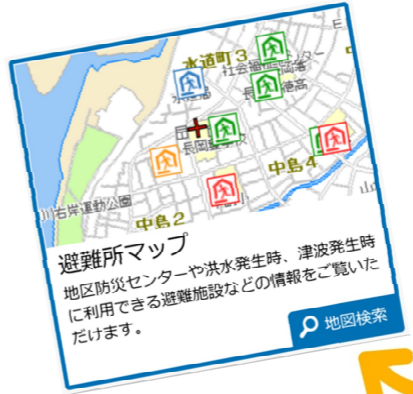 水道町3
中島4
中島2
川右岸運動公園
避難所マップ
地区防災センターや洪水発生時、津波発生時
に利用できる避難施設などの情報をご覧いた
だけます。
地図検索